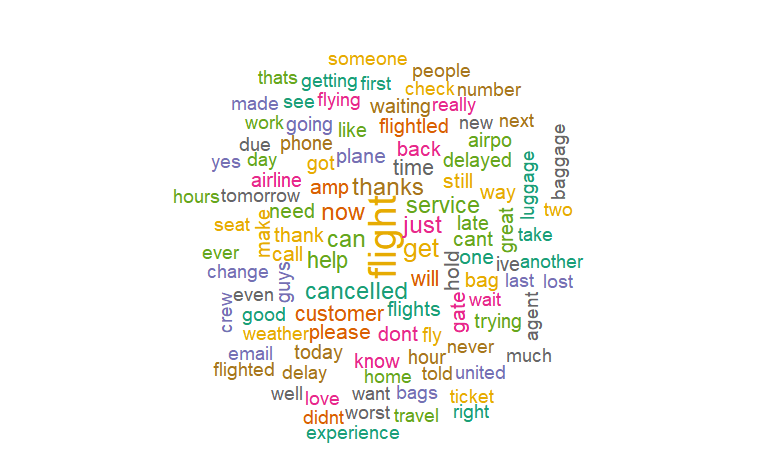 someone
people
thats getting first
check number
made see flying waiting really
work going like flightled new next
due phone back airpo
yes day got plane time delayed baggage
airline amp thanks still way luggage
hours tomorrow flight service two
seat make need now just late great take
thank can get cant
ever call help hold one ive another
change guys will bag last lost
crew even cancelled gate wait agent
good customer flights trying
weather please dont fly
email today know hour never much
flighted delay home told united
well love want bags ticket
didnt worst travel right
experience